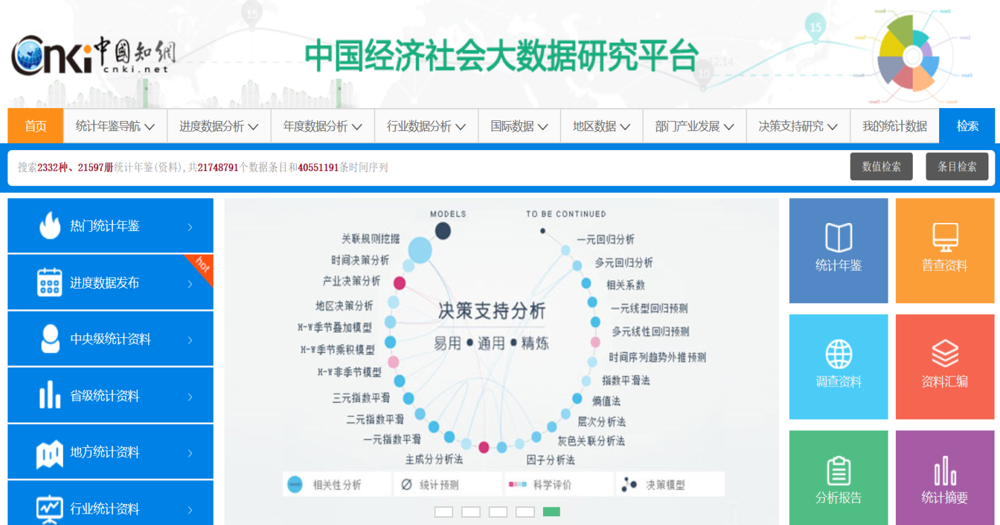 中國知網
cnki.net
中国经济社会大数据研究平台
15
15
10
12.14
首页
统计年鉴导航
进度数据分析
年度数据分析
行业数据分析
国际数据
地区数据
部门产业发展
决策支持研究
我的统计数据
检索
搜索2332种、21597册统计年鉴(资料),共21748791个数据条目和40551191条时间序列
数值检索
条目检索
热门统计年鉴
进度数据发布
hot
中央级统计资料
省级统计资料
地方统计资料
行业统计资料
MODELS
TO BE CONTINUED
关联规则挖掘
时间决策分析
产业决策分析
地区决策分析
H-W季节叠加模型
H-W季节乘积模型
H-W非季节模型
三元指数平滑
二元指数平滑
一元指数平滑
主成分分析法
一元回归分析
多元回归分析
相关系数
一元线型回归预测
多元线性回归预测
时间序列趋势外推预测
指数平滑法
熵值法
层次分析法
灰色关联分析法
因子分析法
决策支持分析
易用●通用●精炼
相关性分析
统计预测
科学评价
决策模型
统计年鉴
普查资料
调查资料
资料汇编
分析报告
统计摘要